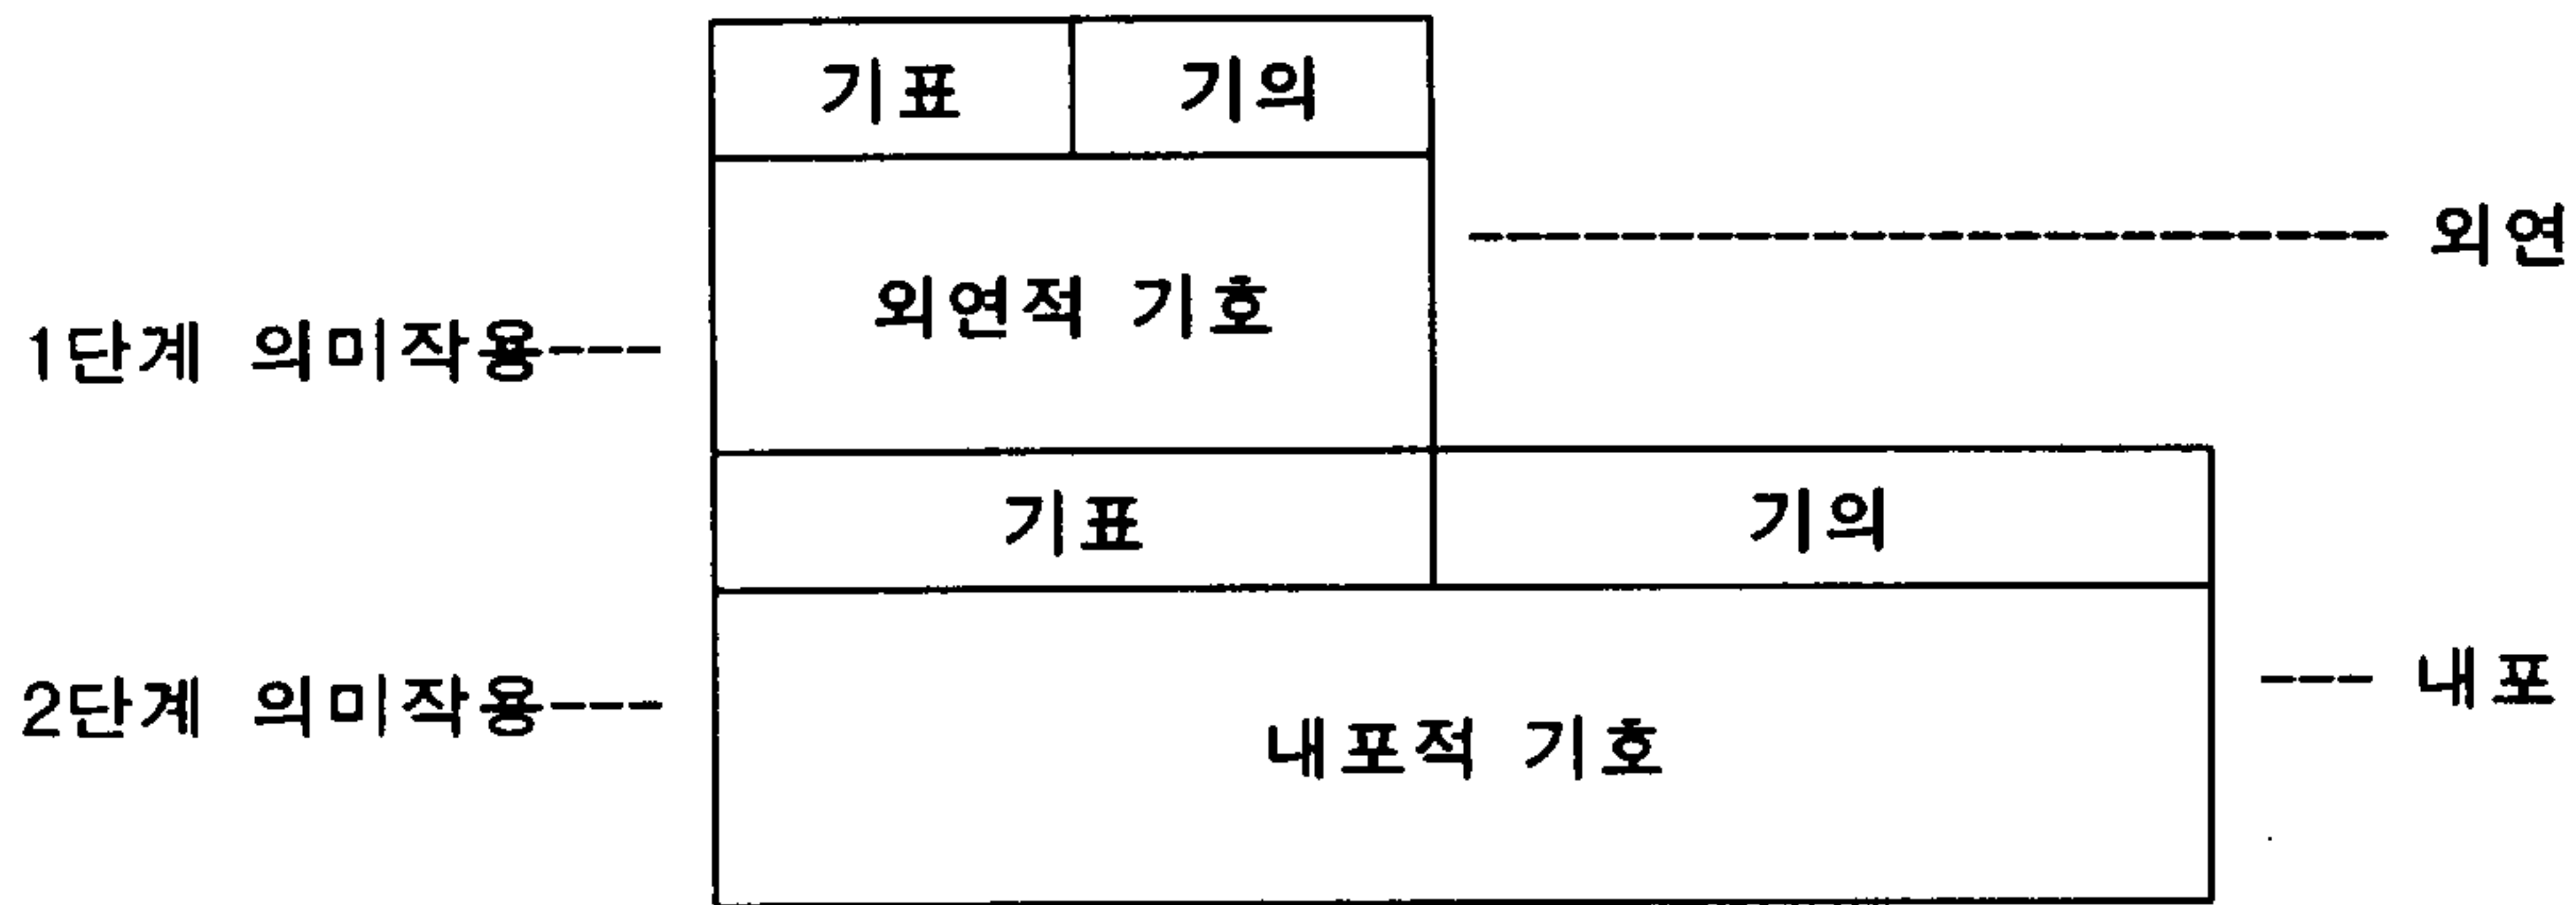 기표 기의
외연
외연적 기호
1단계 의미작용---
기표 기의
2단계 의미작용---
--- 내포
내포적 기호